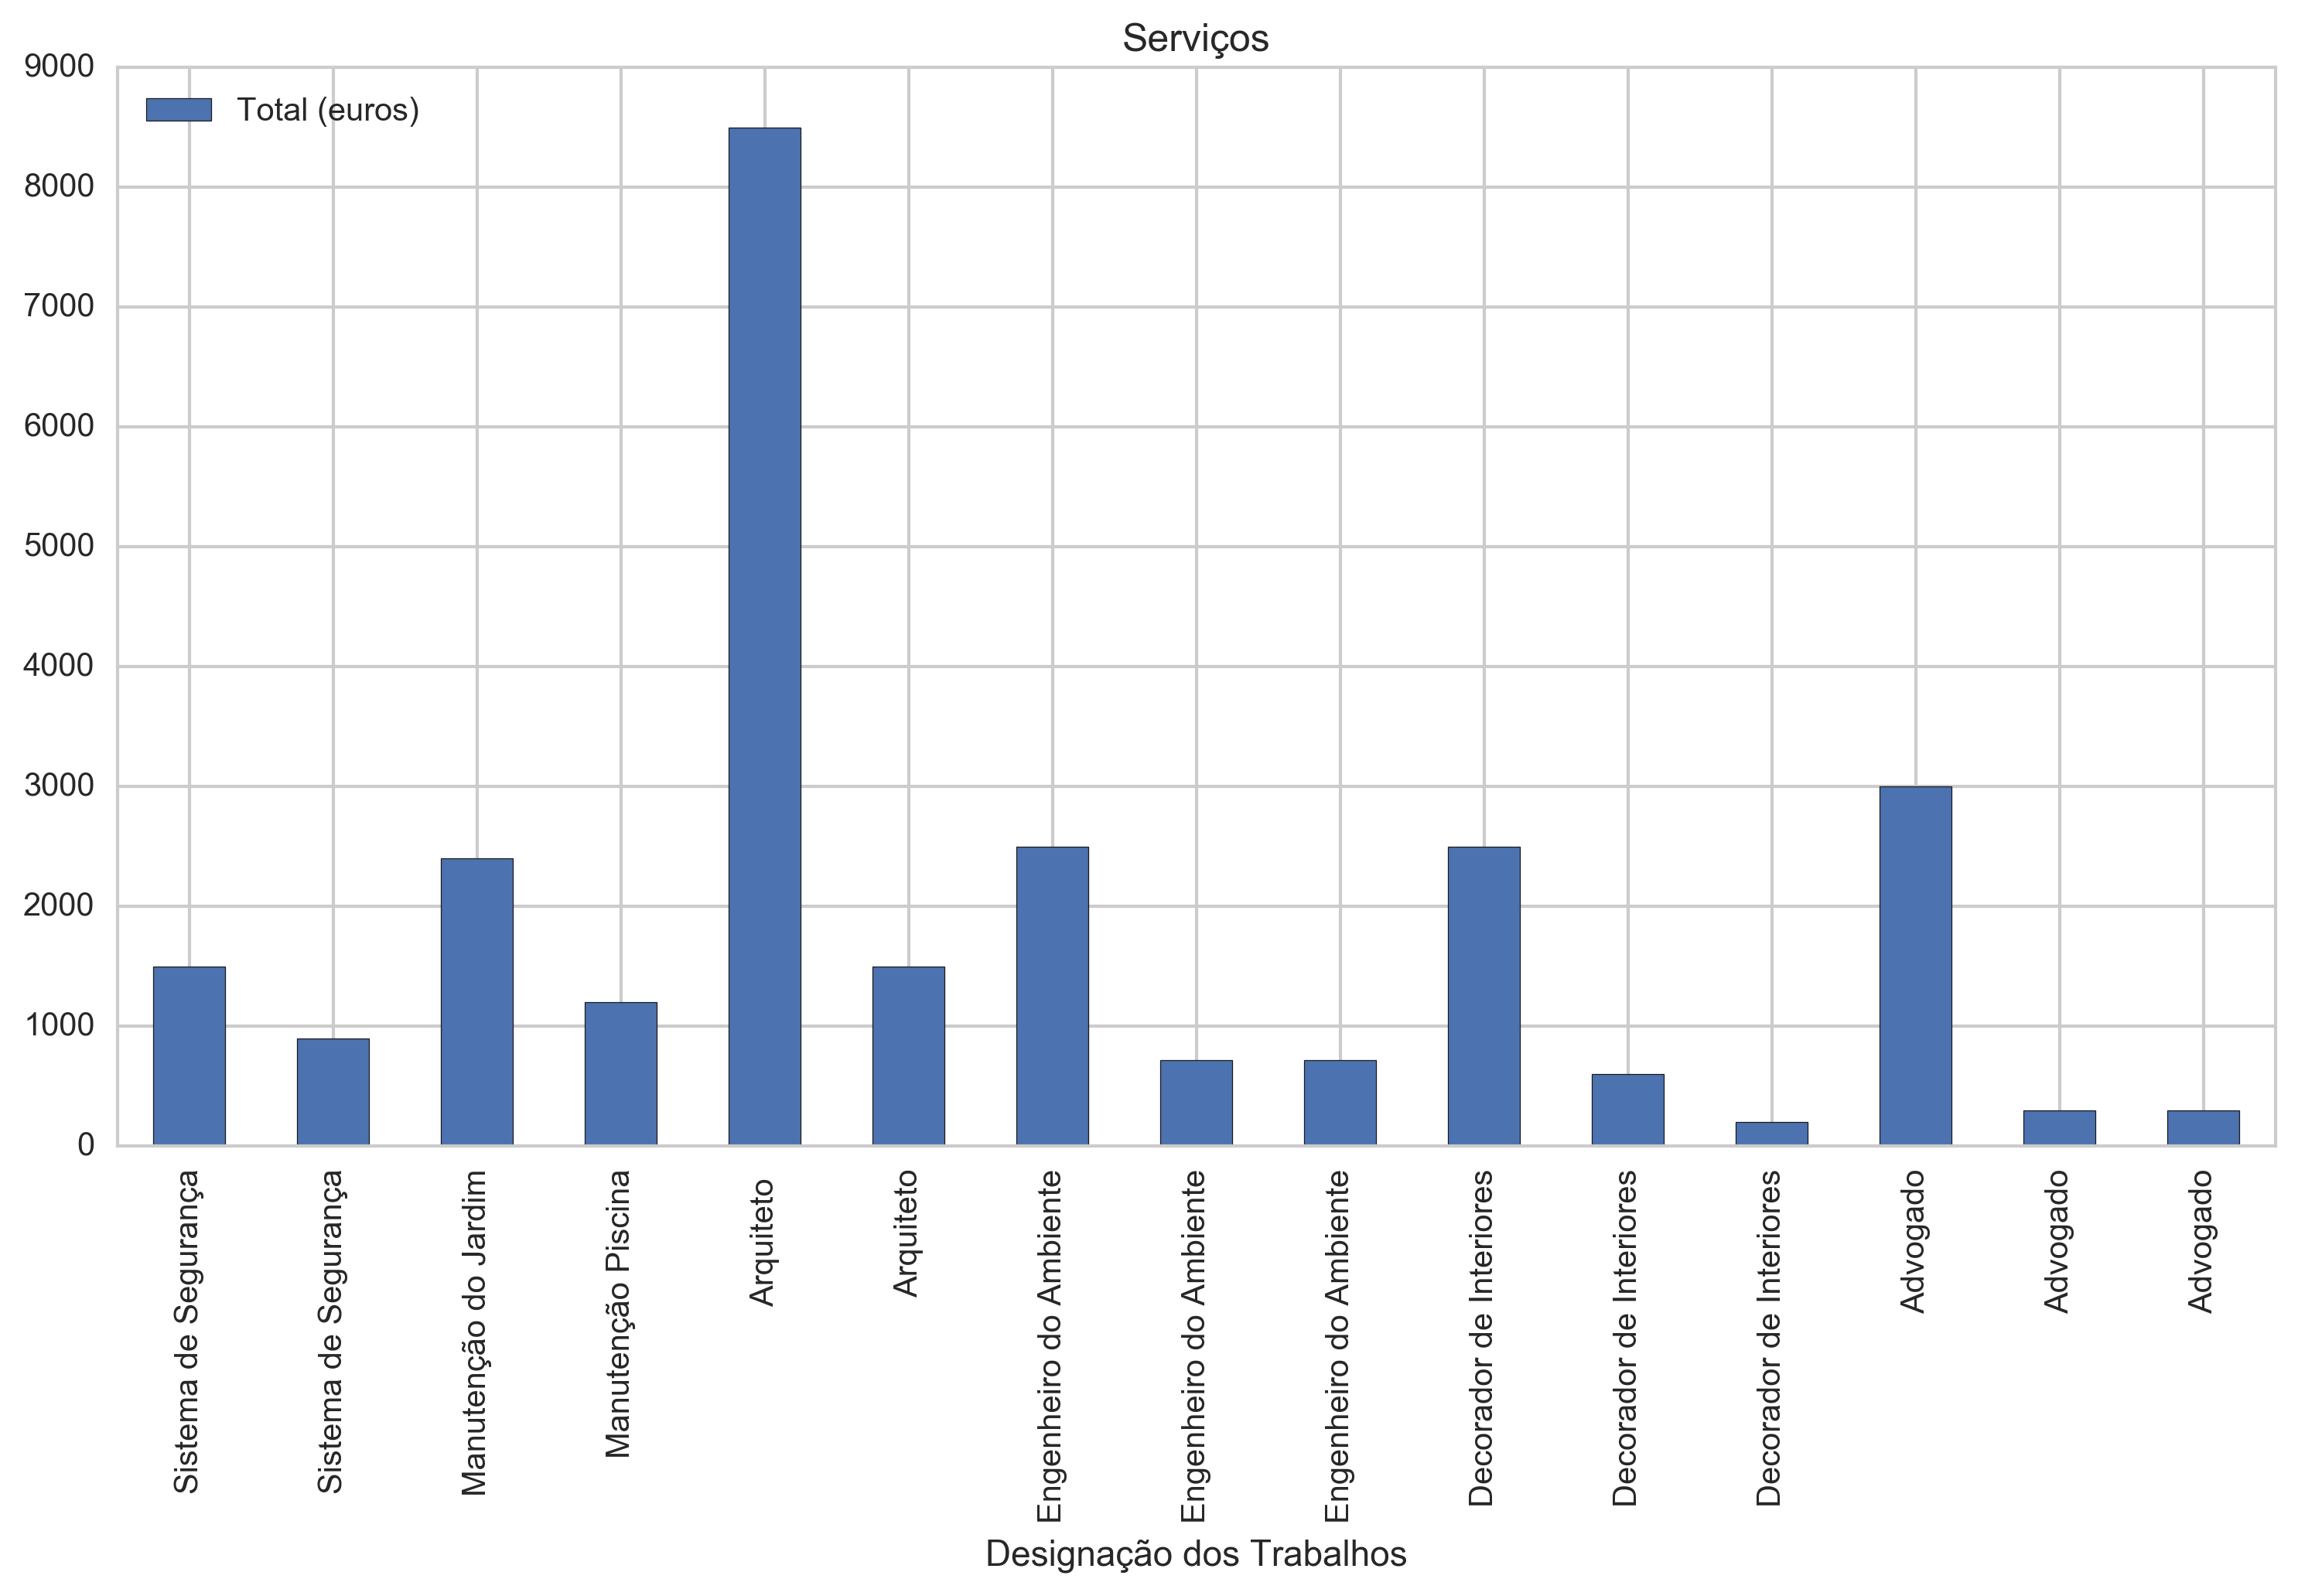 Serviços
Total (euros)
9000
8000
7000
6000
5000
4000
3000
2000
1000
0
Sistema de Segurança
Sistema de Segurança
Manutenção do Jardim
Manutenção Piscina
Arquiteto
Arquiteto
Engenheiro do Ambiente
Engenheiro do Ambiente
Engenheiro do Ambiente
Decorador de Interiores
Decorador de Interiores
Decorador de Interiores
Advogado
Advogado
Advogado
Designação dos Trabalhos